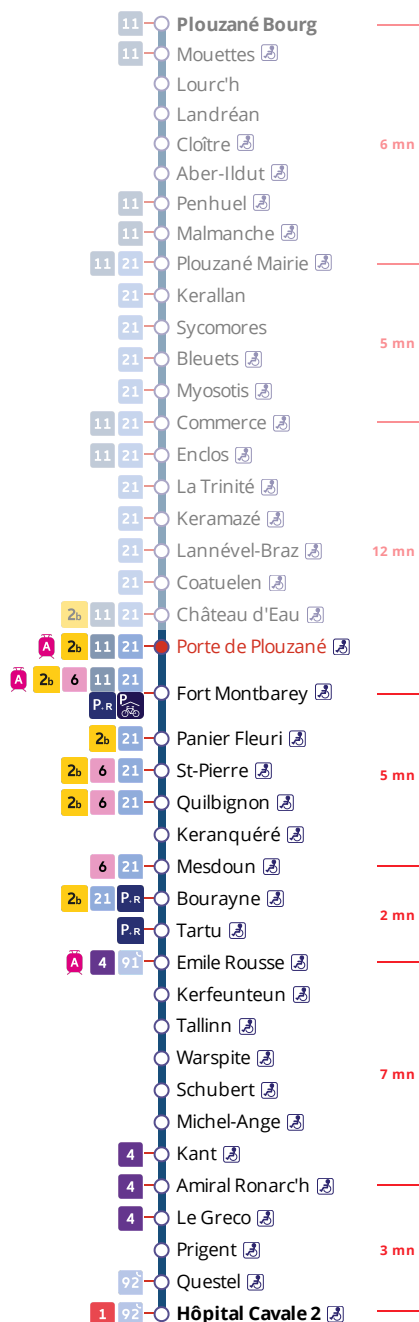 11 Plouzané Bourg
11 Mouettes
Lourc'h
Landréan
Cloître
6 mn
Aber-Ildut
11 Penhuel
11 Malmanche
11 21 Plouzané Mairie
21 Kerallan
21 Sycomores
5 mn
21 Bleuets
21 Myosotis
11 21 Commerce
11 21 Enclos
21 La Trinité
21 Keramazé
21 Lannével-Braz
12 mn
21 Coatuelen
2b 11 21 Château d'Eau
A 2b 11 21 Porte de Plouzané
A 2b 6 11 21
P+R P Fort Montbarey
2b 21 Panier Fleuri
2b 6 21 St-Pierre
5 mn
2b 6 21 Quilbignon
Keranquéré
6 21 Mesdoun
2b 21 P+R Bourayne
2 mn
P+R Tartu
A 4 91 Emile Rousse
Kerfeunteun
Tallinn
Warspite
7 mn
Schubert
Michel-Ange
4 Kant
4 Amiral Ronarc'h
4 Le Greco
Prigent
3 mn
92 Questel
1 92 Hôpital Cavale 2